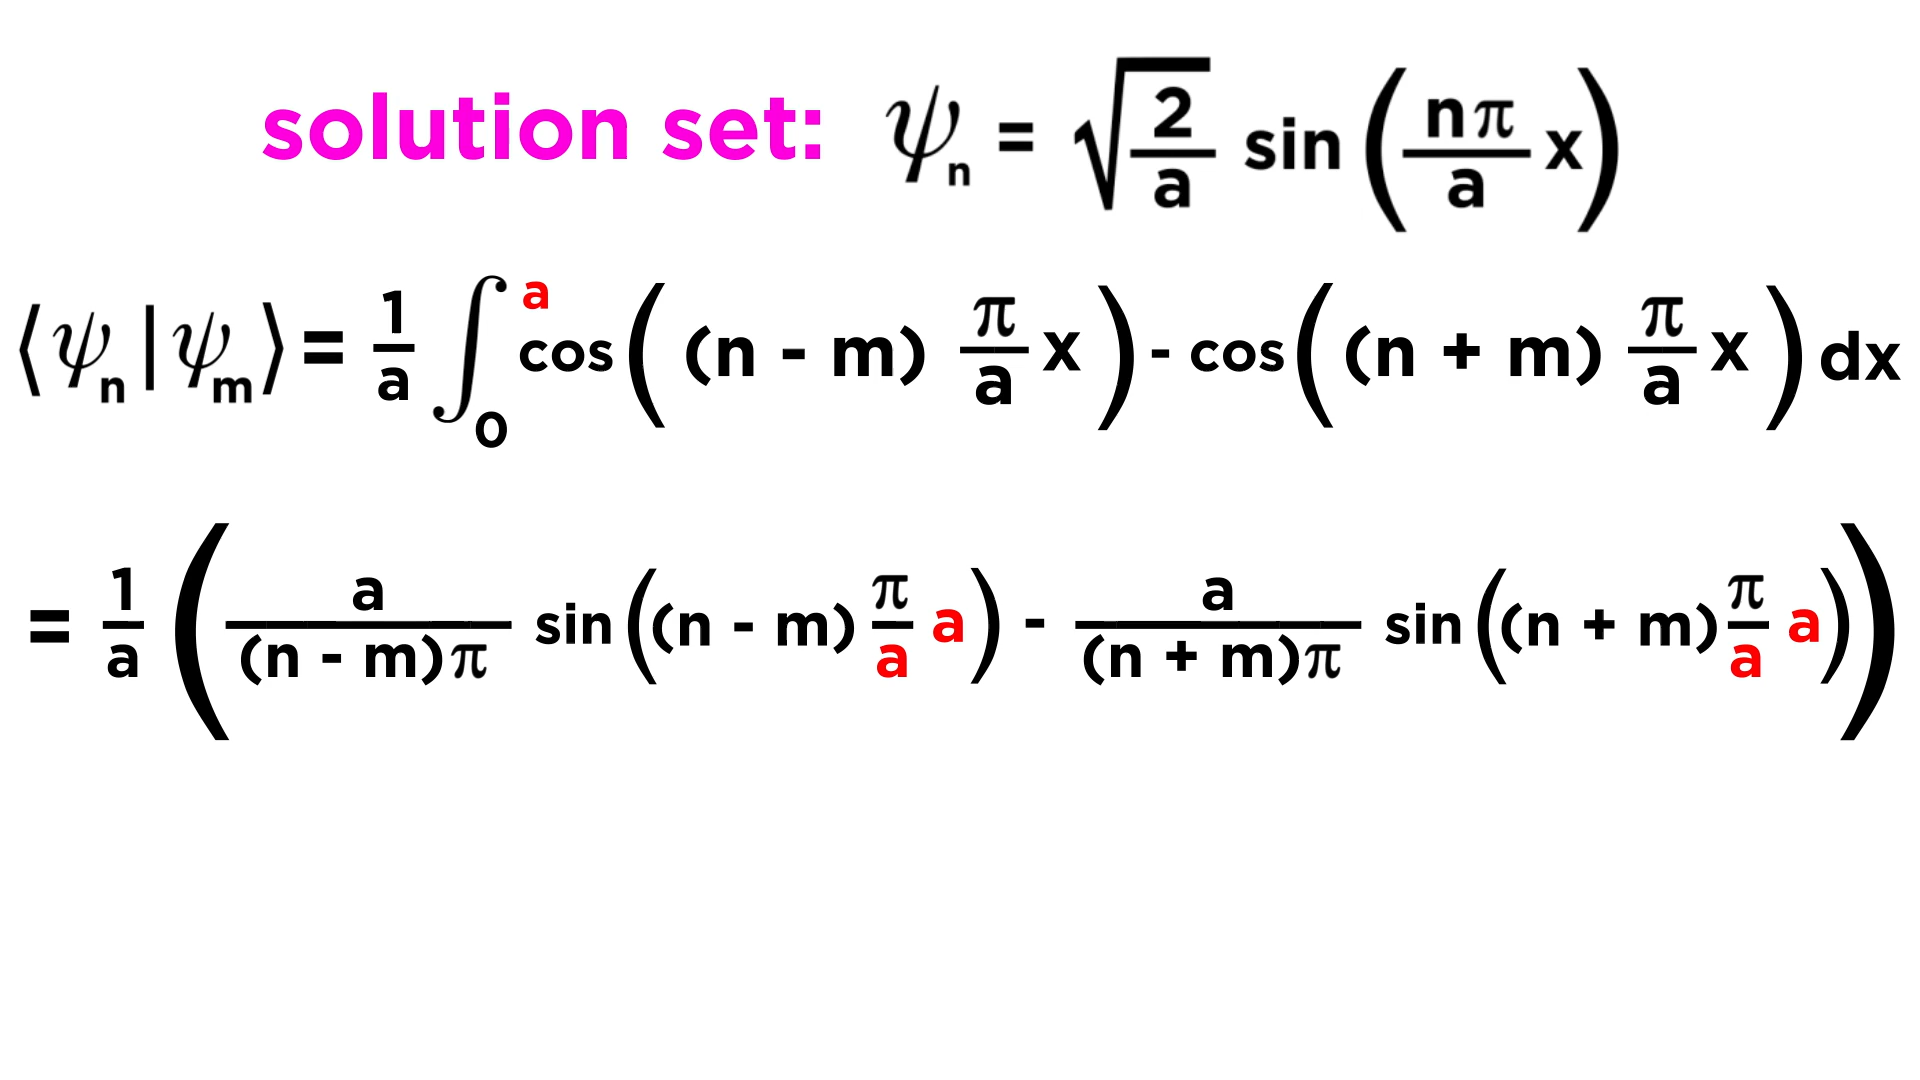 solution set: ψₙ = √(2/a) sin(nπ/a x)
⟨ψₙ|ψₘ⟩ = 1/a ∫₀ᵃ cos((n - m) π/a x) - cos((n + m) π/a x) dx
= 1/a (a/((n - m)π) sin((n - m) π/a a) - a/((n + m)π) sin((n + m) π/a a))